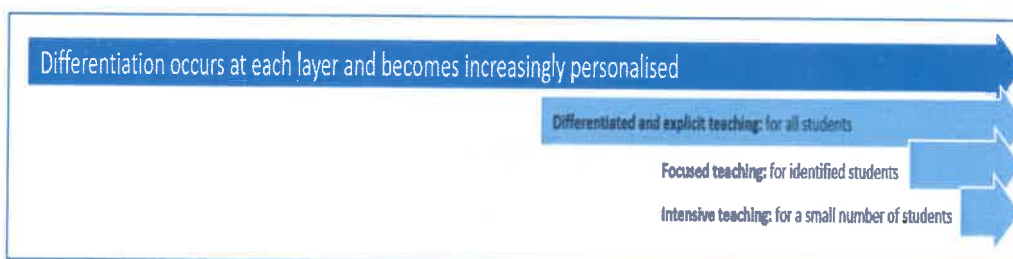 Differentiation occurs at each layer and becomes increasingly personalised
Differentiated and explicit teaching: for all students
Focused teaching: for identified students
Intensive teaching: for a small number of students